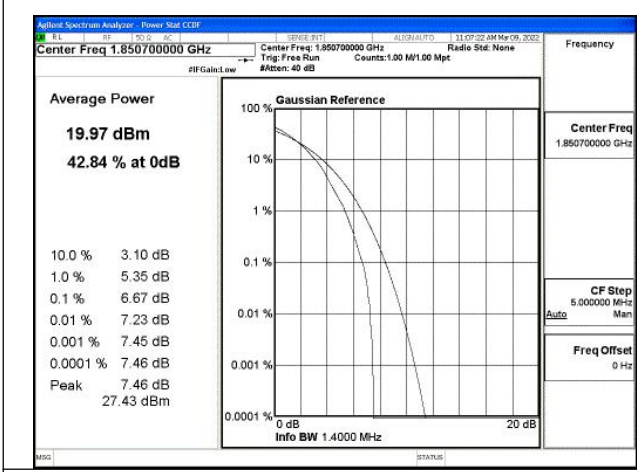 Agilent Spectrum Analyzer - Power Stat CCDF
RL RF 50 Ω AC SENSE:INT ALIGNAUTO 11:07:22 AM Mar 09, 2022
Center Freq 1.850700000 GHz
Center Freq: 1.850700000 GHz Radio Std: None
Trig: Free Run Counts:1.00 M/1.00 Mpt
#IFGain:Low #Atten: 40 dB
Frequency
Average Power
19.97 dBm
42.84 % at 0dB
10.0 % 3.10 dB
1.0 % 5.35 dB
0.1 % 6.67 dB
0.01 % 7.23 dB
0.001 % 7.45 dB
0.0001 % 7.46 dB
Peak 7.46 dB
27.43 dBm
Gaussian Reference
100 %
10 %
1 %
0.1 %
0.01 %
0.001 %
0.0001 %
0 dB 20 dB
Info BW 1.4000 MHz
Center Freq
1.850700000 GHz
CF Step
5.000000 MHz
Auto Man
Freq Offset
0 Hz
MSG STATUS